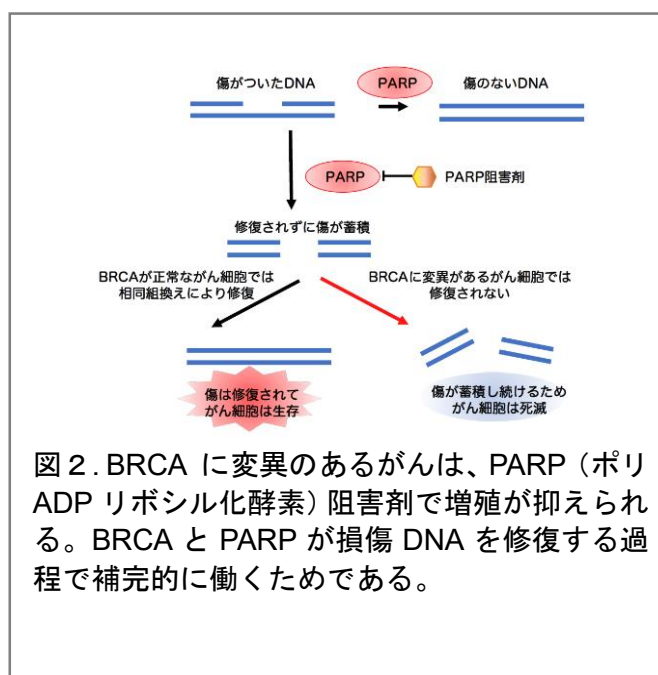 傷がついたDNA
PARP
傷のないDNA
PARP
PARP阻害剤
修復されずに傷が蓄積
BRCAが正常ながん細胞では
相同組換えにより修復
BRCAに変異があるがん細胞では
修復されない
傷は修復されて
がん細胞は生存
傷が蓄積し続けるため
がん細胞は死滅
図２. BRCA に変異のあるがんは、PARP（ポリ
ADP リボシル化酵素）阻害剤で増殖が抑えられ
る。BRCA と PARP が損傷 DNA を修復する過
程で補完的に働くためである。